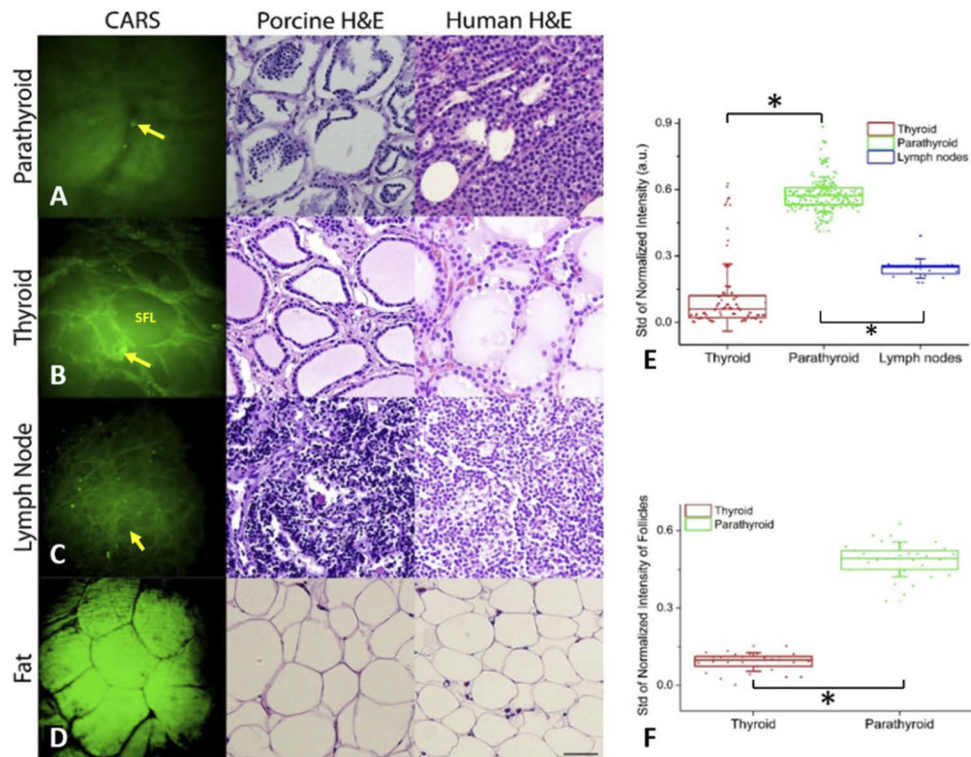 CARS
Porcine H&E
Human H&E
Parathyroid
A
Thyroid
SFL
B
Lymph Node
C
Fat
D
*
Thyroid
Parathyroid
Lymph nodes
Std of Normalized Intensity (a.u.)
0.9
0.6
0.3
0.0
*
Thyroid
Parathyroid
Lymph nodes
E
Thyroid
Parathyroid
Std of Normalized Intensity of Follicles
0.6
0.3
0.0
*
Thyroid
Parathyroid
F